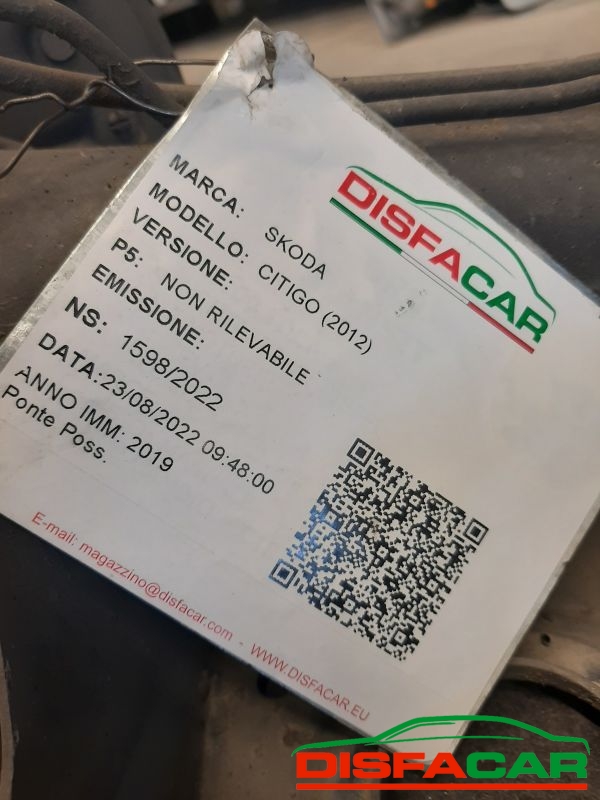 DISFACAR
MARCA: SKODA
MODELLO: CITIGO (2012)
VERSIONE:
P5: NON RILEVABILE
EMISSIONE:
NS: 1598/2022
DATA:23/08/2022 09:48:00
ANNO IMM: 2019
Ponte Poss.
E-mail: magazzino@disfacar.com WWW.DISFACAR.EU
DISFACAR